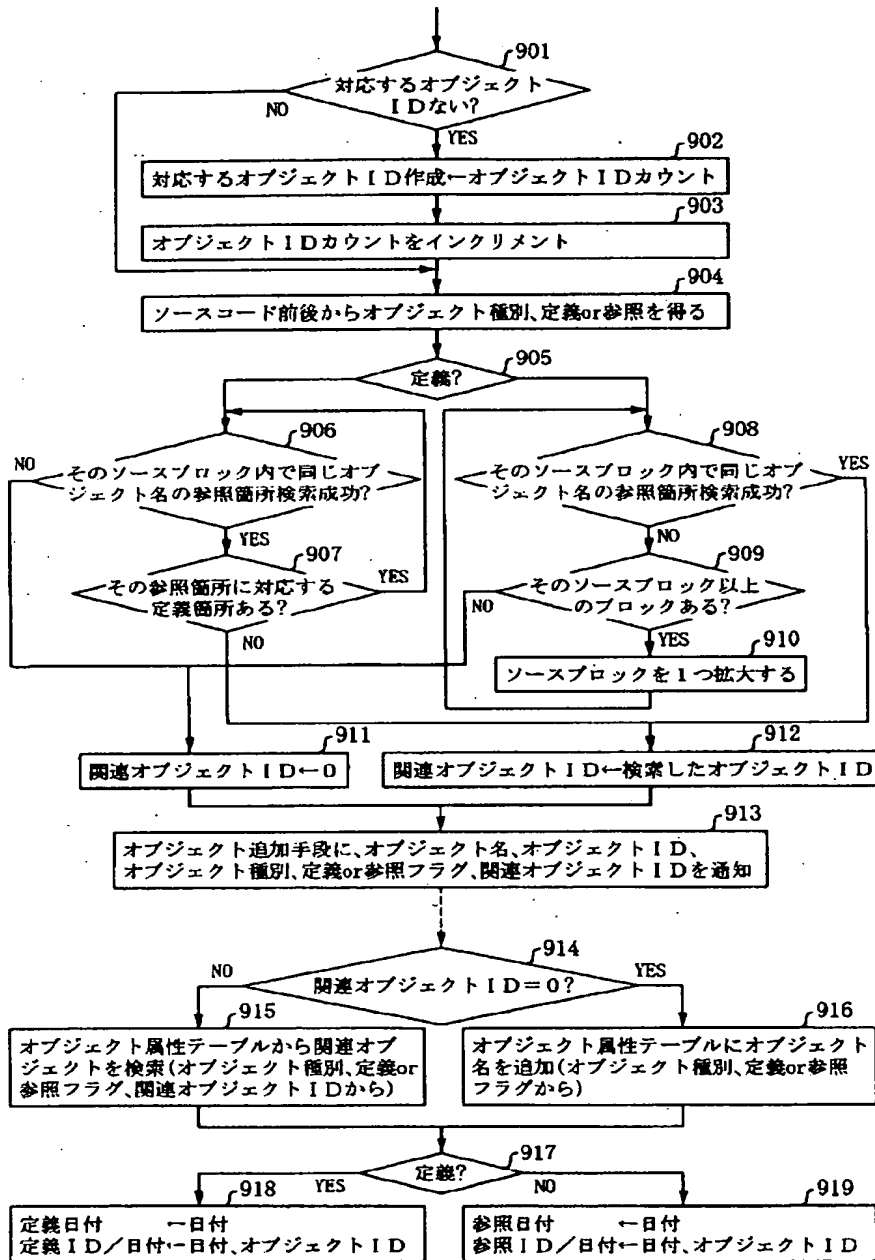 901
対応するオブジェクト
IDない?
NO
YES
902
対応するオブジェクトID作成←オブジェクトIDカウント
903
オブジェクトIDカウントをインクリメント
904
ソースコード前後からオブジェクト種別、定義or参照を得る
905
定義?
906
NO
そのソースブロック内で同じオブ
ジェクト名の参照箇所検索成功?
YES
907
その参照箇所に対応する
定義箇所ある?
YES
NO
908
そのソースブロック内で同じオブ
ジェクト名の参照箇所検索成功?
YES
NO
909
そのソースブロック以上
のブロックある?
NO
YES
910
ソースブロックを1つ拡大する
911
関連オブジェクトID←0
912
関連オブジェクトID←検索したオブジェクトID
913
オブジェクト追加手段に、オブジェクト名、オブジェクトID、
オブジェクト種別、定義or参照フラグ、関連オブジェクトIDを通知
914
NO
関連オブジェクトID=0?
YES
915
オブジェクト属性テーブルから関連オブ
ジェクトを検索(オブジェクト種別、定義or
参照フラグ、関連オブジェクトIDから)
916
オブジェクト属性テーブルにオブジェクト
名を追加(オブジェクト種別、定義or参照
フラグから)
917
定義?
YES
NO
918
定義日付 ←日付
定義ID/日付←日付、オブジェクトID
919
参照日付 ←日付
参照ID/日付←日付、オブジェクトID